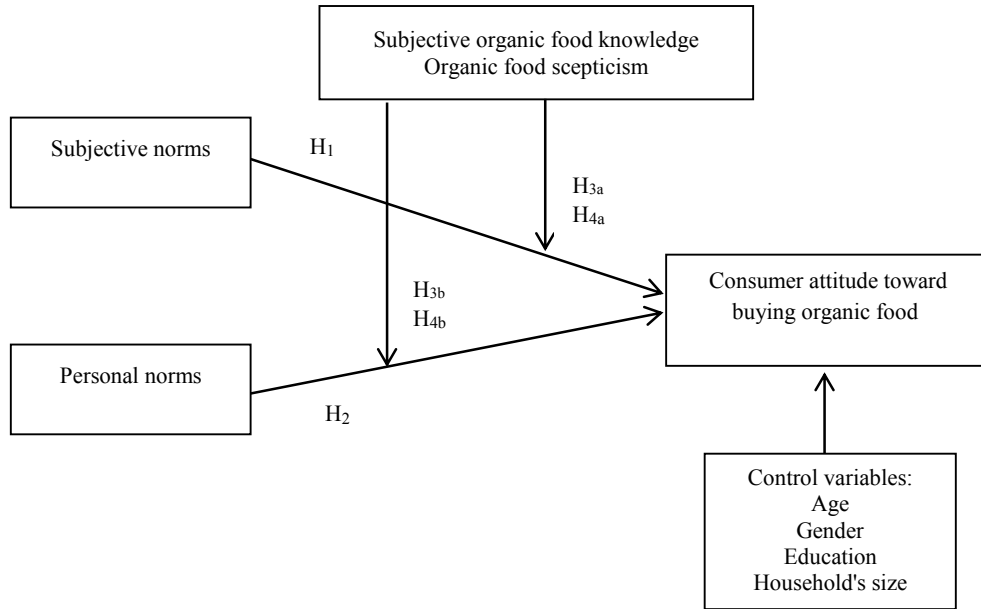 Subjective organic food knowledge
Organic food scepticism
Subjective norms
H1
H3a
H4a
Consumer attitude toward
buying organic food
H3b
H4b
Personal norms
H2
Control variables:
Age
Gender
Education
Household's size